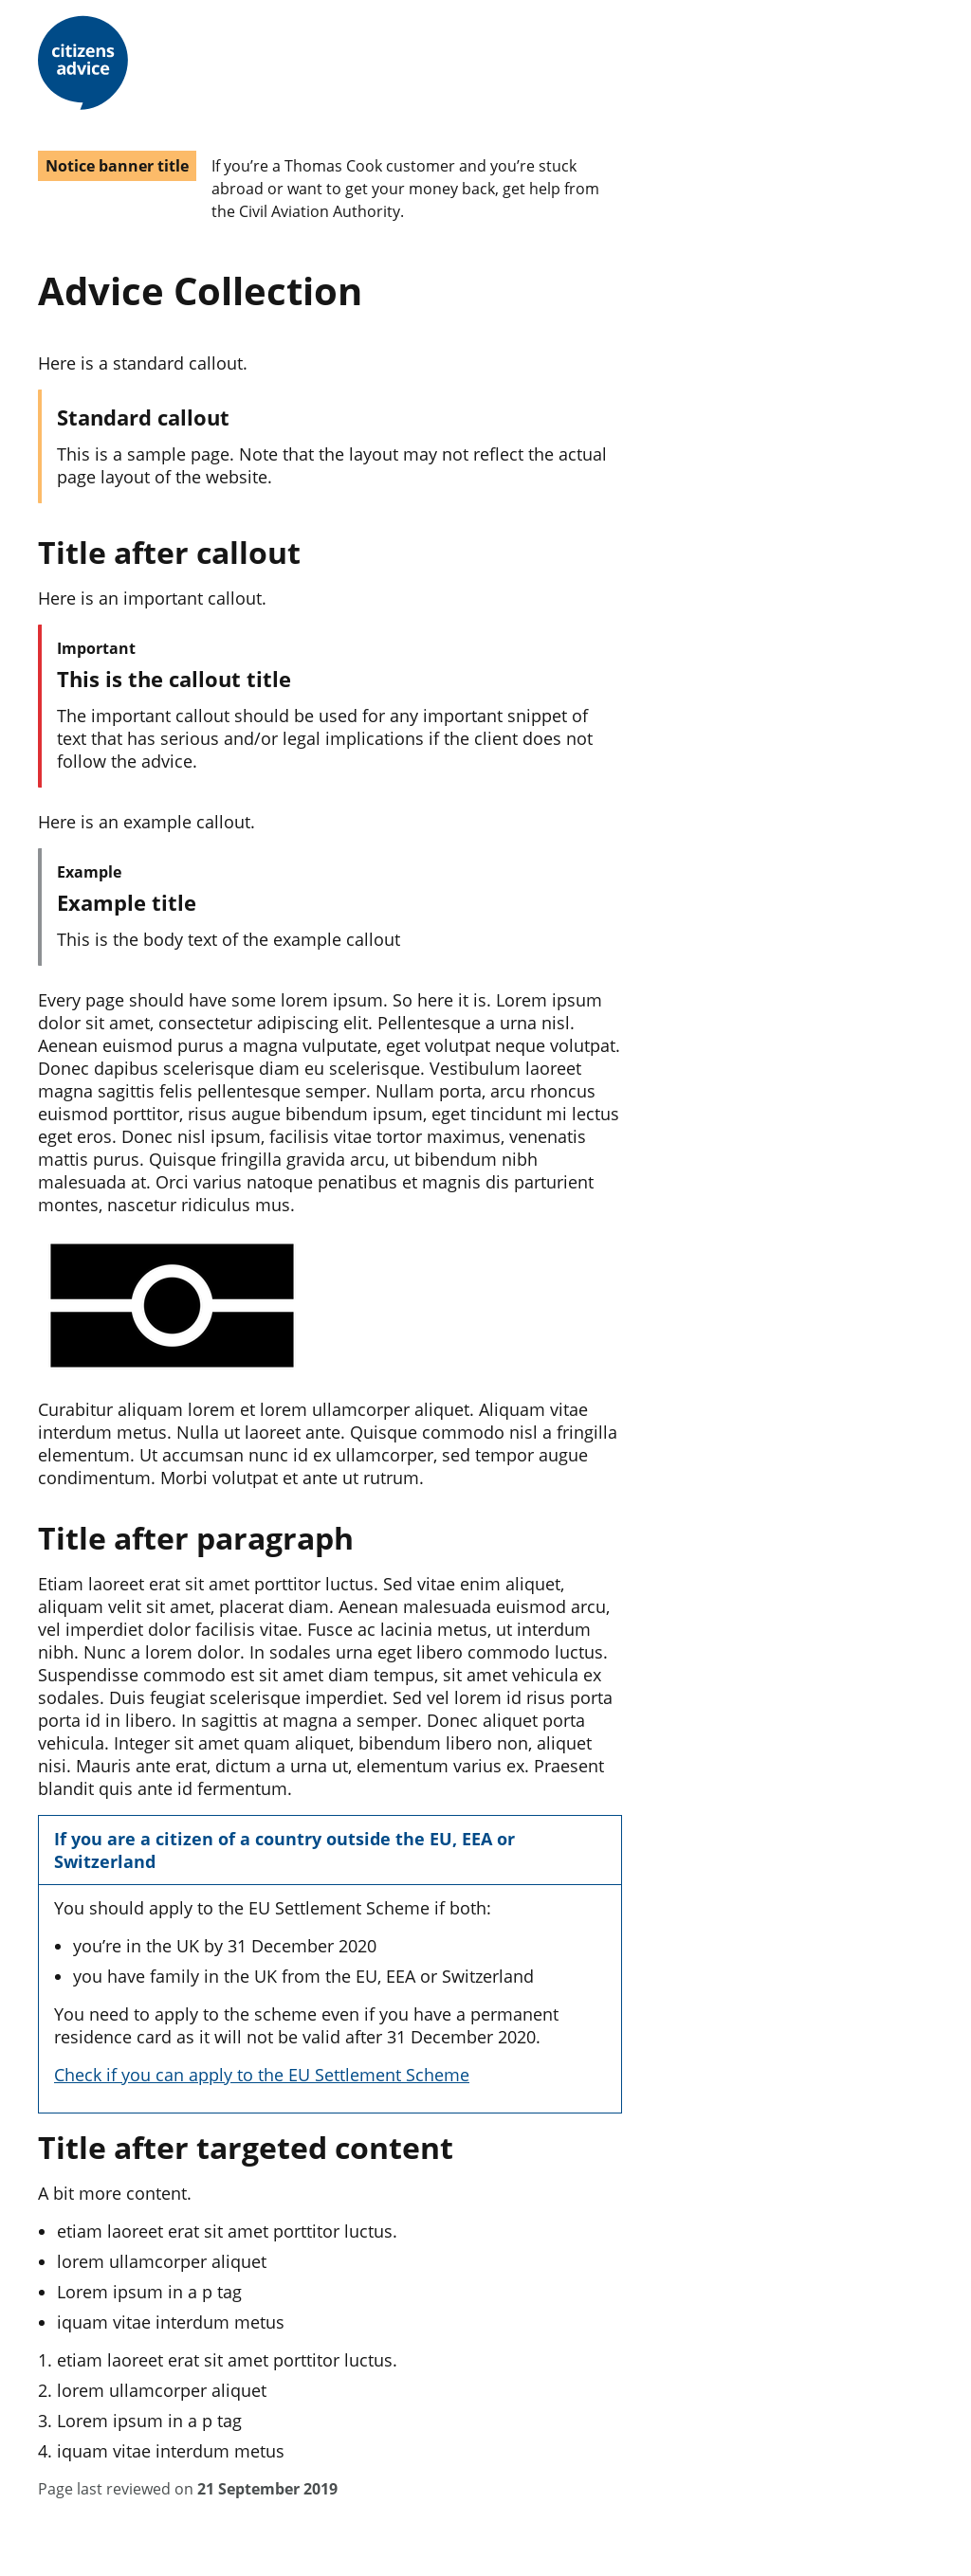 citizens
advice
Notice banner title
If you’re a Thomas Cook customer and you’re stuck
abroad or want to get your money back, get help from
the Civil Aviation Authority.
Advice Collection
Here is a standard callout.
Standard callout
This is a sample page. Note that the layout may not reflect the actual
page layout of the website.
Title after callout
Here is an important callout.
Important
This is the callout title
The important callout should be used for any important snippet of
text that has serious and/or legal implications if the client does not
follow the advice.
Here is an example callout.
Example
Example title
This is the body text of the example callout
Every page should have some lorem ipsum. So here it is. Lorem ipsum
dolor sit amet, consectetur adipiscing elit. Pellentesque a urna nisl.
Aenean euismod purus a magna vulputate, eget volutpat neque volutpat.
Donec dapibus scelerisque diam eu scelerisque. Vestibulum laoreet
magna sagittis felis pellentesque semper. Nullam porta, arcu rhoncus
euismod porttitor, risus augue bibendum ipsum, eget tincidunt mi lectus
eget eros. Donec nisl ipsum, facilisis vitae tortor maximus, venenatis
mattis purus. Quisque fringilla gravida arcu, ut bibendum nibh
malesuada at. Orci varius natoque penatibus et magnis dis parturient
montes, nascetur ridiculus mus.
Curabitur aliquam lorem et lorem ullamcorper aliquet. Aliquam vitae
interdum metus. Nulla ut laoreet ante. Quisque commodo nisl a fringilla
elementum. Ut accumsan nunc id ex ullamcorper, sed tempor augue
condimentum. Morbi volutpat et ante ut rutrum.
Title after paragraph
Etiam laoreet erat sit amet porttitor luctus. Sed vitae enim aliquet,
aliquam velit sit amet, placerat diam. Aenean malesuada euismod arcu,
vel imperdiet dolor facilisis vitae. Fusce ac lacinia metus, ut interdum
nibh. Nunc a lorem dolor. In sodales urna eget libero commodo luctus.
Suspendisse commodo est sit amet diam tempus, sit amet vehicula ex
sodales. Duis feugiat scelerisque imperdiet. Sed vel lorem id risus porta
porta id in libero. In sagittis at magna a semper. Donec aliquet porta
vehicula. Integer sit amet quam aliquet, bibendum libero non, aliquet
nisi. Mauris ante erat, dictum a urna ut, elementum varius ex. Praesent
blandit quis ante id fermentum.
If you are a citizen of a country outside the EU, EEA or
Switzerland
You should apply to the EU Settlement Scheme if both:
• you’re in the UK by 31 December 2020
• you have family in the UK from the EU, EEA or Switzerland
You need to apply to the scheme even if you have a permanent
residence card as it will not be valid after 31 December 2020.
Check if you can apply to the EU Settlement Scheme
Title after targeted content
A bit more content.
• etiam laoreet erat sit amet porttitor luctus.
• lorem ullamcorper aliquet
• Lorem ipsum in a p tag
• iquam vitae interdum metus
1. etiam laoreet erat sit amet porttitor luctus.
2. lorem ullamcorper aliquet
3. Lorem ipsum in a p tag
4. iquam vitae interdum metus
Page last reviewed on 21 September 2019